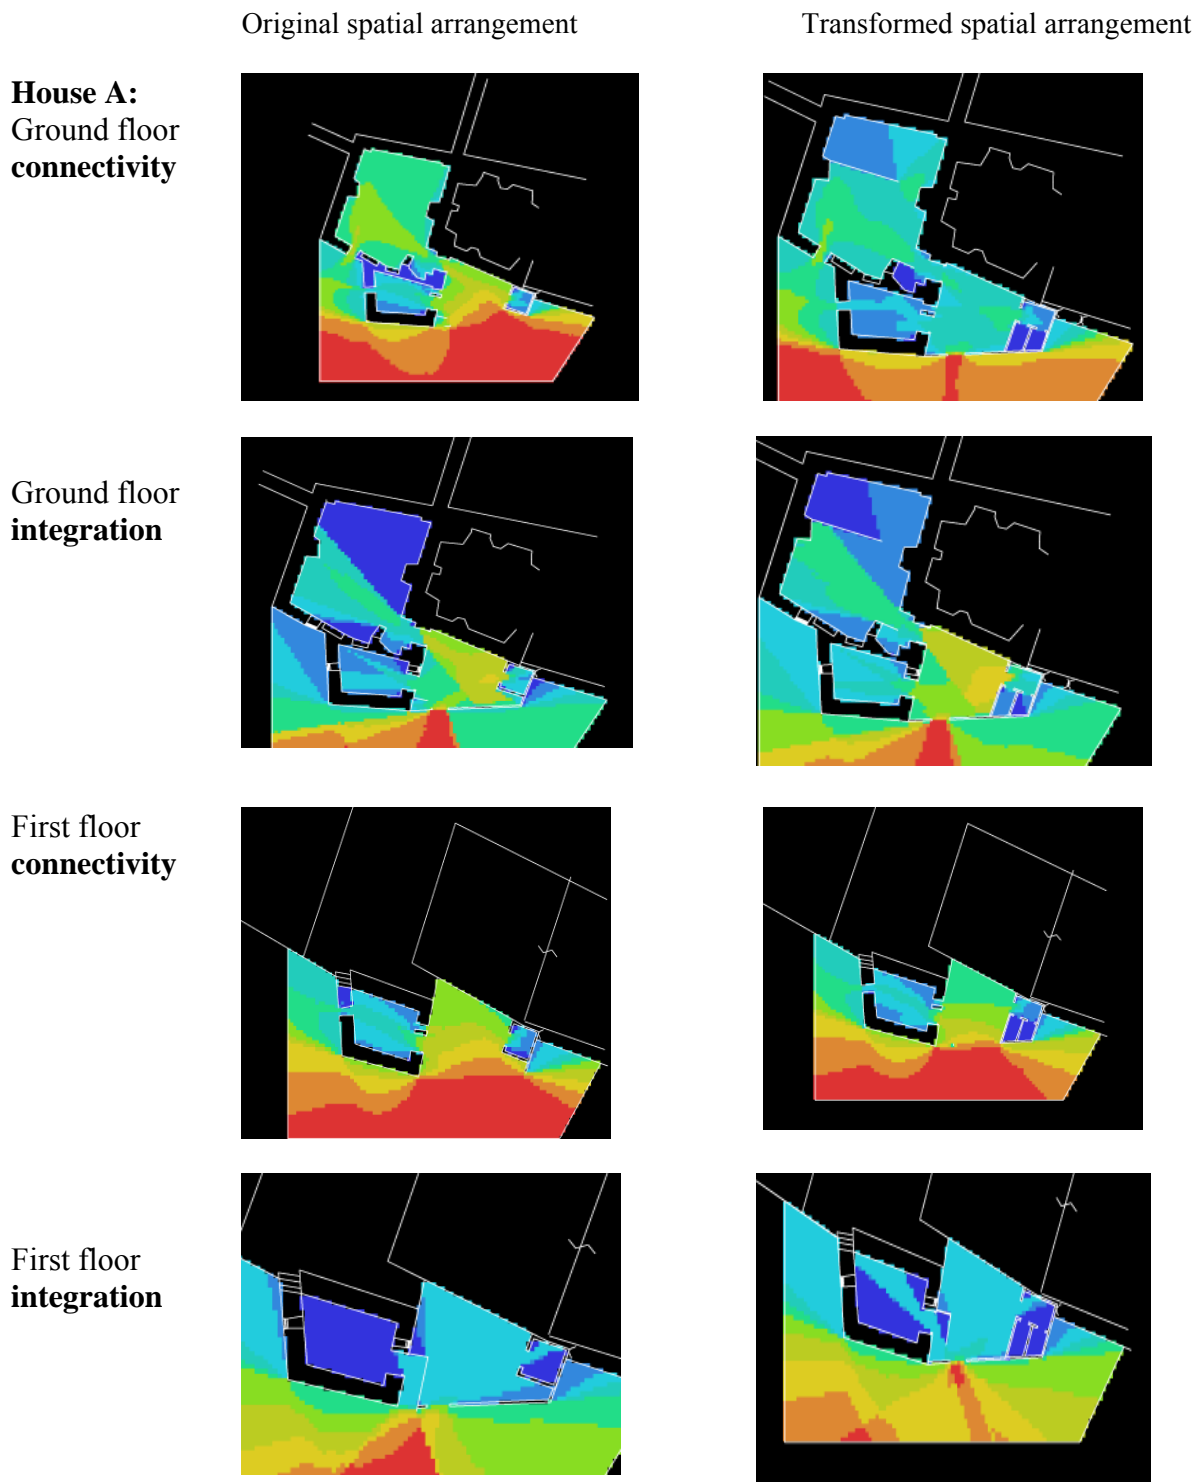 Original spatial arrangement
Transformed spatial arrangement
House A:
Ground floor
connectivity
Ground floor
integration
First floor
connectivity
First floor
integration